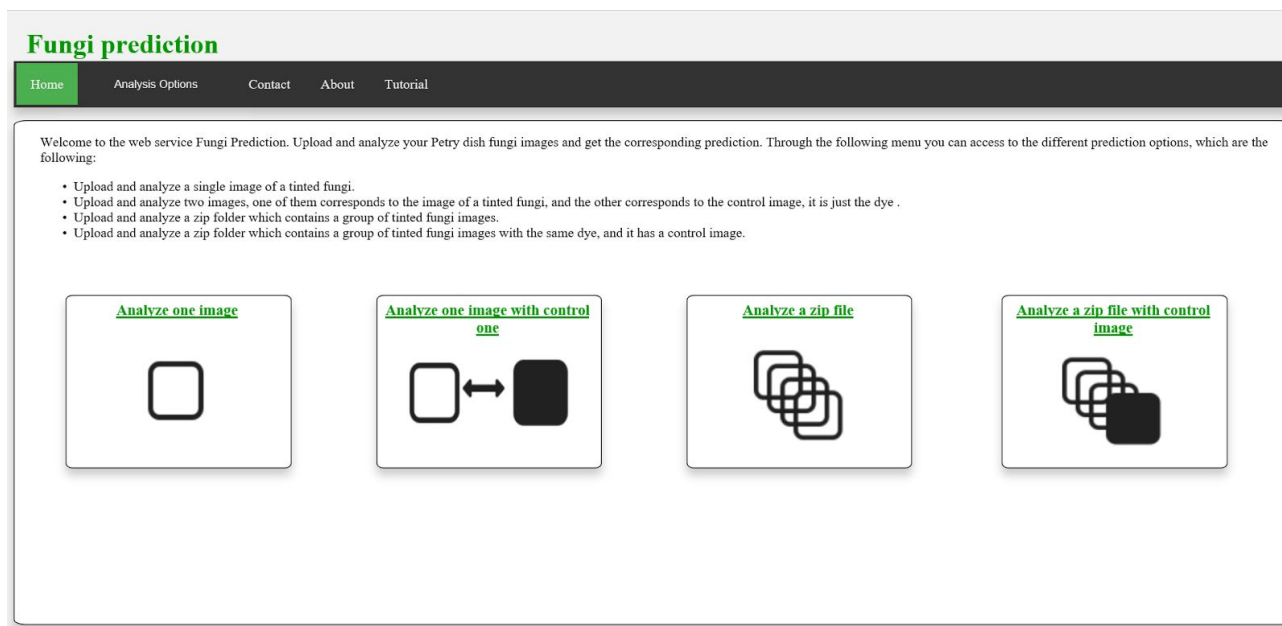 Fungi prediction
Home Analysis Options Contact About Tutorial
Welcome to the web service Fungi Prediction. Upload and analyze your Petry dish fungi images and get the corresponding prediction. Through the following menu you can access to the different prediction options, which are the
following:
• Upload and analyze a single image of a tinted fungi.
• Upload and analyze two images, one of them corresponds to the image of a tinted fungi, and the other corresponds to the control image, it is just the dye .
• Upload and analyze a zip folder which contains a group of tinted fungi images.
• Upload and analyze a zip folder which contains a group of tinted fungi images with the same dye, and it has a control image.
Analyze one image
Analyze one image with control
one
Analyze a zip file
Analyze a zip file with control
image